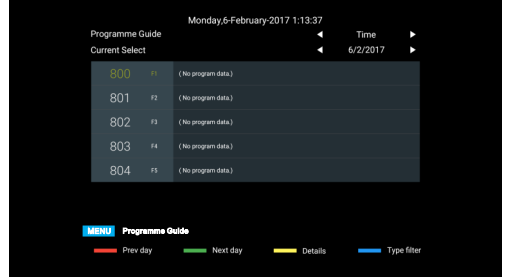 Monday,6-February-2017 1:13:37
Programme Guide ◀ Time ▶
Current Select ◀ 6/2/2017 ▶
800 F1 ( No program data.)
801 F2 ( No program data.)
802 F3 ( No program data.)
803 F4 ( No program data.)
804 F5 ( No program data.)
MENU Programme Guide
Prev day Next day Details Type filter